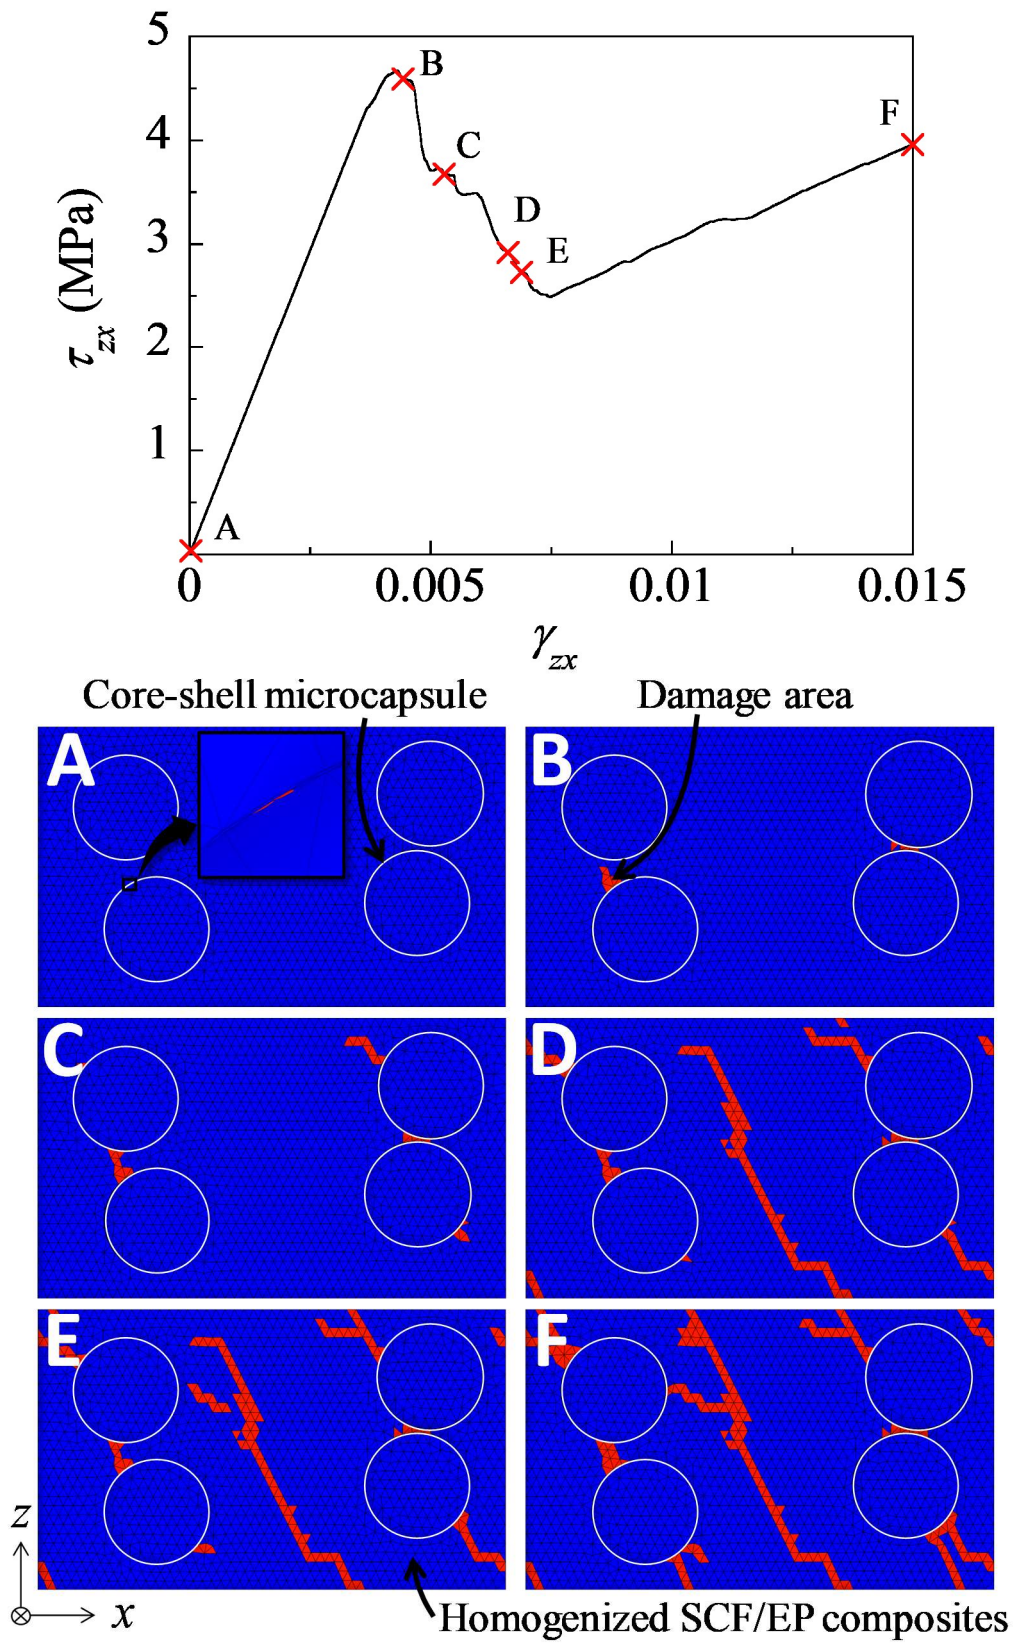 5
4
3
2
1
τzx (MPa)
A
B
C
D
E
F
0
0.005
0.01
0.015
γzx
Core-shell microcapsule
Damage area
A
B
C
D
E
F
z
x
Homogenized SCF/EP composites